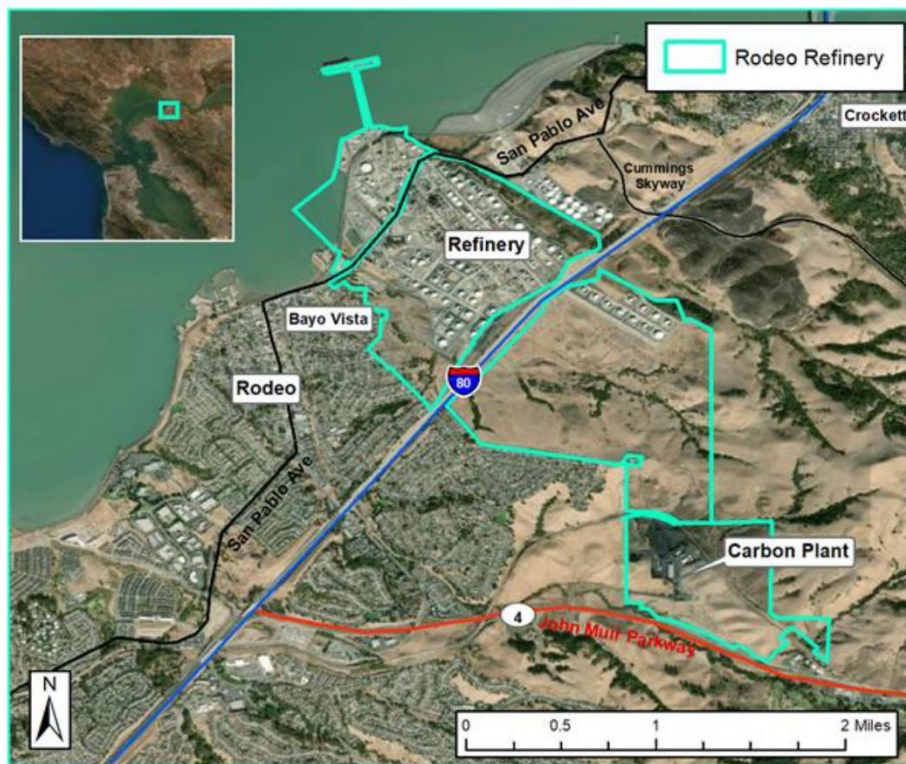 Rodeo Refinery
Crockett
San Pablo Ave
Cummings
Skyway
Refinery
Bayo Vista
Rodeo
80
San Pablo Ave
Carbon Plant
4
John Muir Parkway
N
0 0.5 1 2 Miles